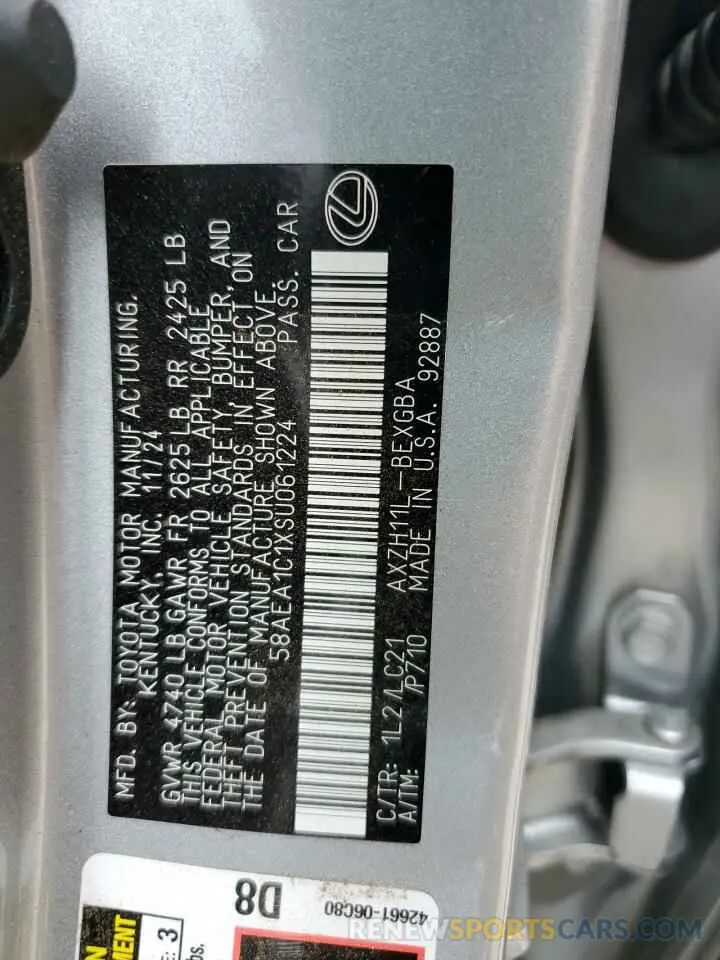 MFD. BY: TOYOTA MOTOR MANUFACTURING,
KENTUCKY, INC. 11/24
GVWR 4740 LB GAWR FR 2625 LB RR 2425 LB
THIS VEHICLE CONFORMS TO ALL APPLICABLE
FEDERAL MOTOR VEHICLE SAFETY, BUMPER, AND
THEFT PREVENTION STANDARDS IN EFFECT ON
THE DATE OF MANUFACTURE SHOWN ABOVE.
58AEA1C1XSU061224 PASS. CAR
C/TR: 1L2 /LC21 AXZH11L-BEXGBA
A/TM: /P710 MADE IN U.S.A. 92887
D8
42661-06C80
3
RENEWSPORTSCARS.COM